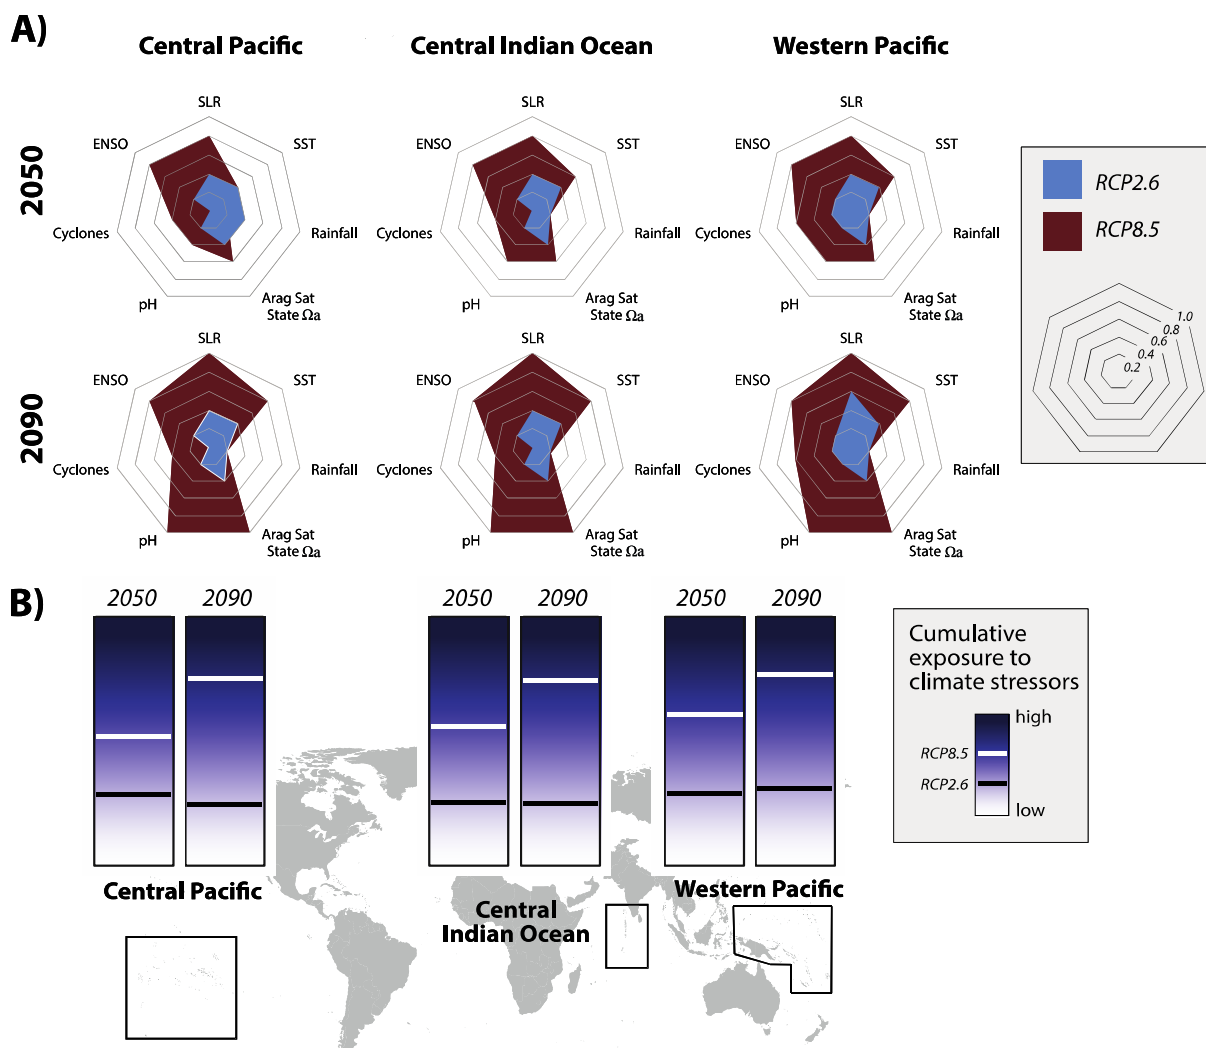 A)
Central Pacific
Central Indian Ocean
Western Pacific
2050
SLR
ENSO
SST
Cyclones
Rainfall
pH
Arag Sat
State Ωa
SLR
ENSO
SST
Cyclones
Rainfall
pH
Arag Sat
State Ωa
SLR
ENSO
SST
Cyclones
Rainfall
pH
Arag Sat
State Ωa
RCP2.6
RCP8.5
1.0
0.8
0.6
0.4
0.2
2090
SLR
ENSO
SST
Cyclones
Rainfall
pH
Arag Sat
State Ωa
SLR
ENSO
SST
Cyclones
Rainfall
pH
Arag Sat
State Ωa
SLR
ENSO
SST
Cyclones
Rainfall
pH
Arag Sat
State Ωa
B)
2050
2090
2050
2090
2050
2090
Cumulative
exposure to
climate stressors
high
RCP8.5
RCP2.6
low
Central Pacific
Central
Indian Ocean
Western Pacific